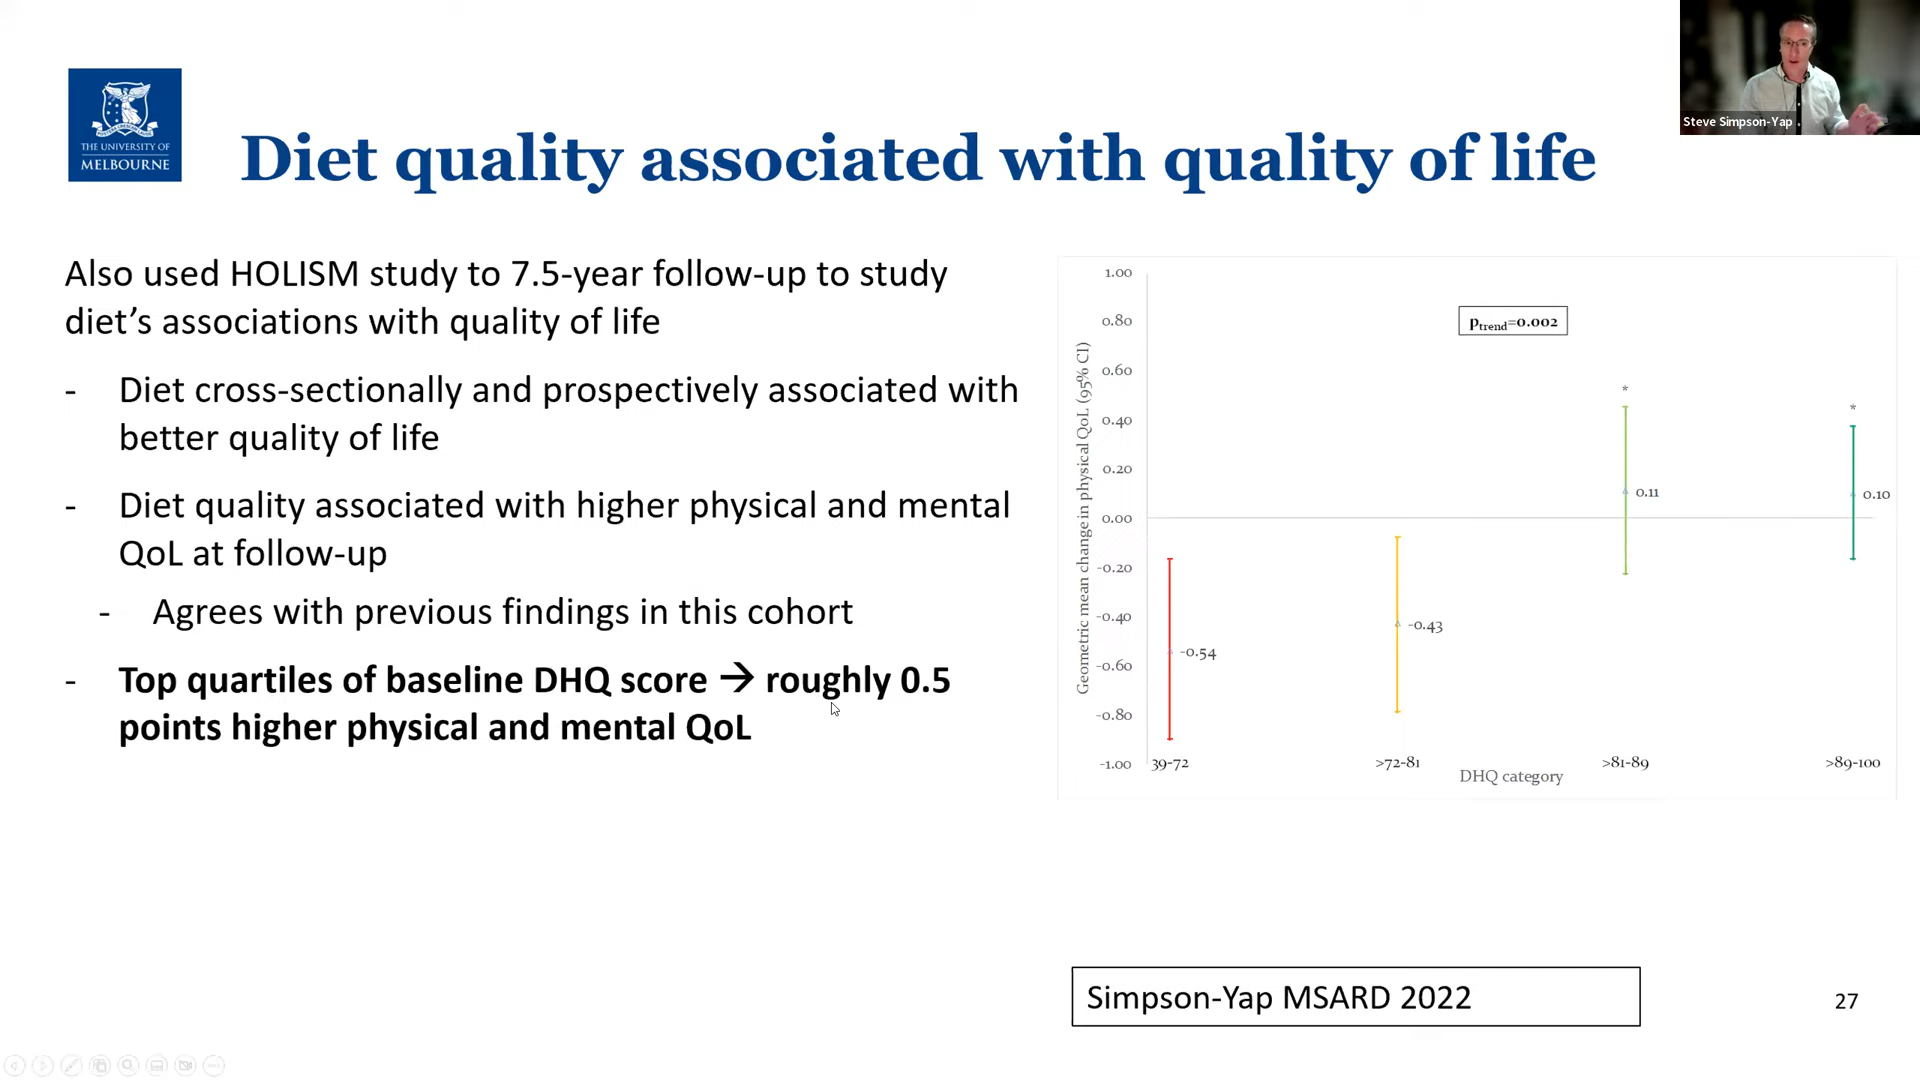 Steve Simpson-Yap
THE UNIVERSITY OF
MELBOURNE
Diet quality associated with quality of life
Also used HOLISM study to 7.5-year follow-up to study
diet’s associations with quality of life
- Diet cross-sectionally and prospectively associated with
better quality of life
- Diet quality associated with higher physical and mental
QoL at follow-up
- Agrees with previous findings in this cohort
- Top quartiles of baseline DHQ score → roughly 0.5
points higher physical and mental QoL
Geometric mean change in physical QoL (95% CI)
1.00
0.80
0.60
0.40
0.20
0.00
-0.20
-0.40
-0.60
-0.80
-1.00
ptrend=0.002
*
*
0.11
0.10
-0.43
-0.54
39-72
>72-81
>81-89
>89-100
DHQ category
Simpson-Yap MSARD 2022
27